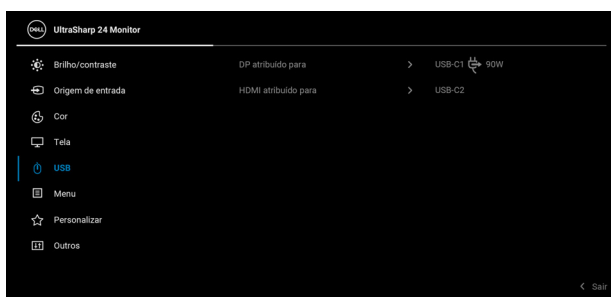 DELL UltraSharp 24 Monitor
Brilho/contraste DP atribuído para > USB-C1 90W
Origem de entrada HDMI atribuído para > USB-C2
Cor
Tela
USB
Menu
Personalizar
Outros
< Sair